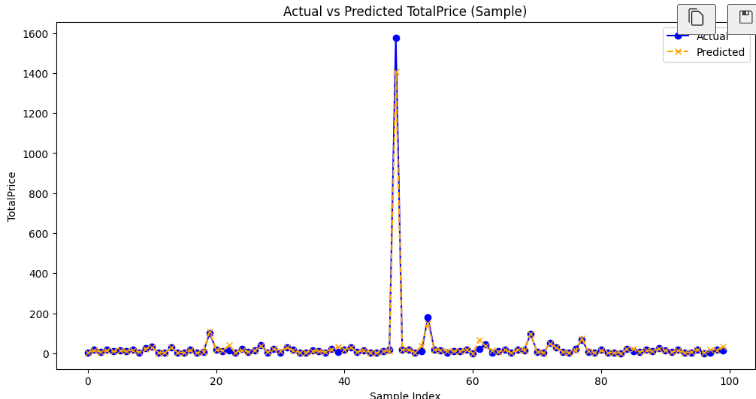 Actual vs Predicted TotalPrice (Sample)
1600
1400
1200
1000
800
600
400
200
0
TotalPrice
Actual
Predicted
0 20 40 60 80 100
Sample Index